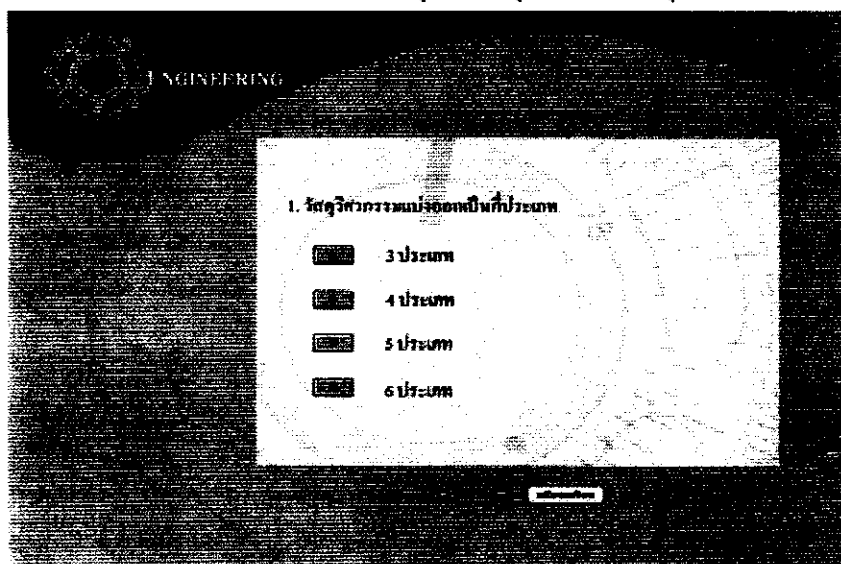 ENGINEERING
1. วัสดุวิศวกรรมแบ่งออกเป็นกี่ประเภท
3 ประเภท
4 ประเภท
5 ประเภท
6 ประเภท